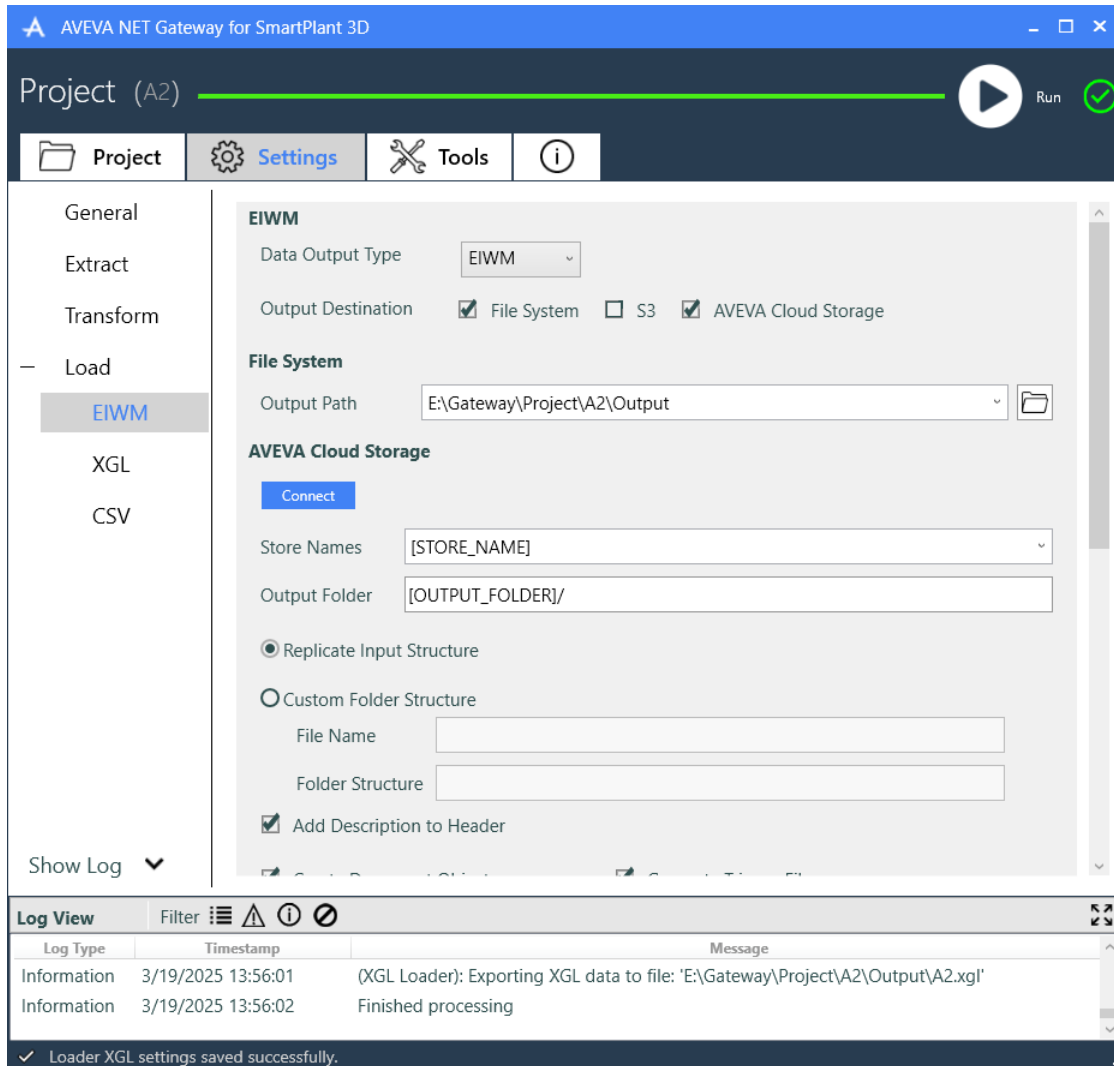 AVEVA NET Gateway for SmartPlant 3D
Project (A2) Run
Project Settings Tools
General
Extract
Transform
Load
EIWM
XGL
CSV
Show Log
EIWM
Data Output Type EIWM
Output Destination File System S3 AVEVA Cloud Storage
File System
Output Path E:\Gateway\Project\A2\Output
AVEVA Cloud Storage
Connect
Store Names [STORE_NAME]
Output Folder [OUTPUT_FOLDER]/
Replicate Input Structure
Custom Folder Structure
File Name
Folder Structure
Add Description to Header
Log View Filter
Log Type Timestamp Message
Information 3/19/2025 13:56:01 (XGL Loader): Exporting XGL data to file: 'E:\Gateway\Project\A2\Output\A2.xgl'
Information 3/19/2025 13:56:02 Finished processing
Loader XGL settings saved successfully.